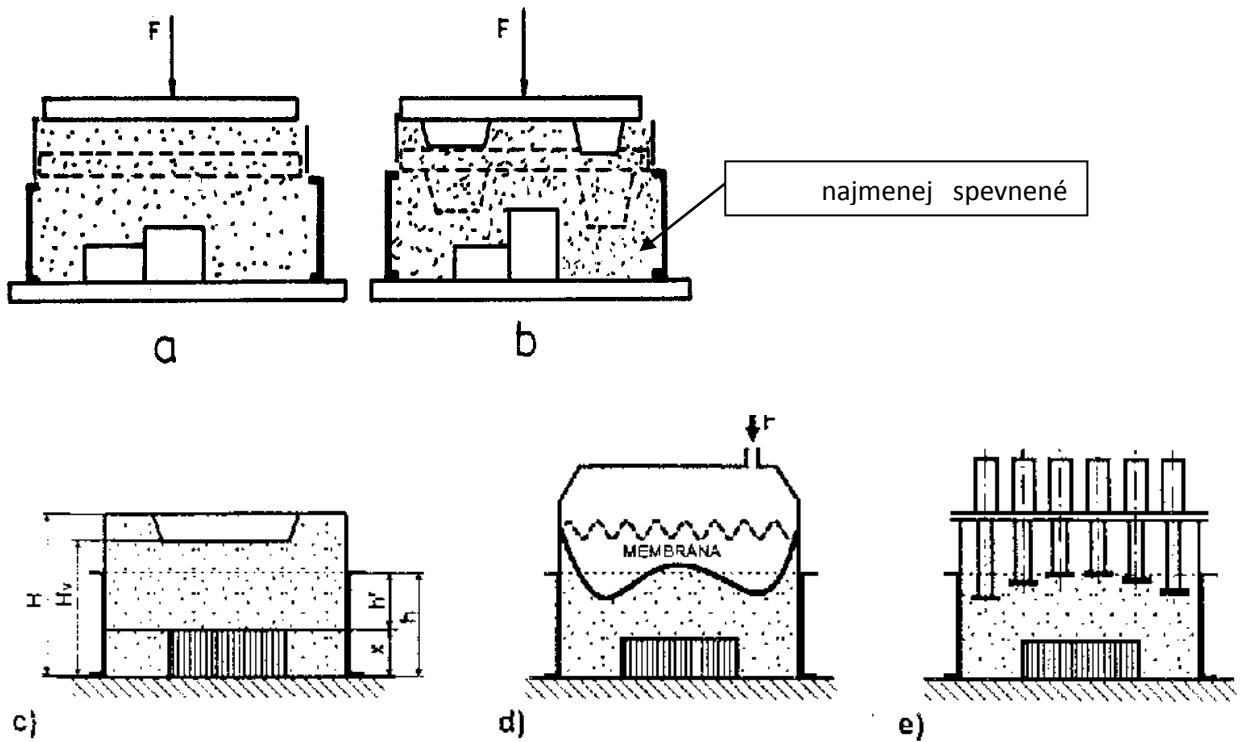 F
F
najmenej spevnené
a
b
H
Hv
h'
h
x
MEMBRANA
c)
d)
e)